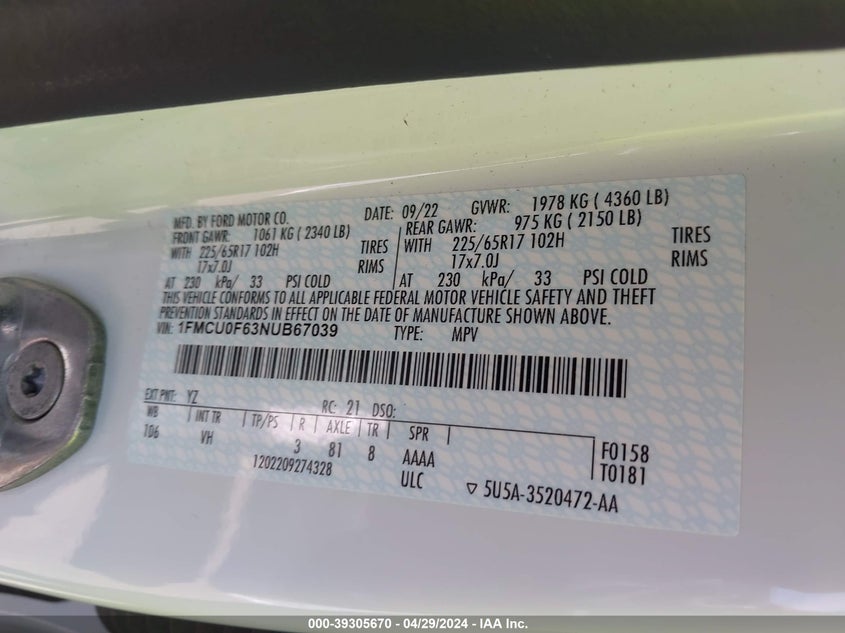 MFD. BY FORD MOTOR CO. DATE: 09/22 GVWR: 1978 KG ( 4360 LB)
FRONT GAWR: 1061 KG ( 2340 LB) REAR GAWR: 975 KG ( 2150 LB)
WITH 225/65R17 102H TIRES WITH 225/65R17 102H TIRES
17x7.0J RIMS 17x7.0J RIMS
AT 230 kPa/ 33 PSI COLD AT 230 kPa/ 33 PSI COLD
THIS VEHICLE CONFORMS TO ALL APPLICABLE FEDERAL MOTOR VEHICLE SAFETY AND THEFT
PREVENTION STANDARDS IN EFFECT ON THE DATE OF MANUFACTURE SHOWN ABOVE.
VIN: 1FMCU0F63NUB67039 TYPE: MPV
EXT PNT: YZ RC: 21 DSO:
WB INT TR TP/PS R AXLE TR SPR
106 VH 3 81 8 AAAA F0158
1202209274328 ULC T0181
5U5A-3520472-AA
000-39305670 - 04/29/2024 - IAA Inc.